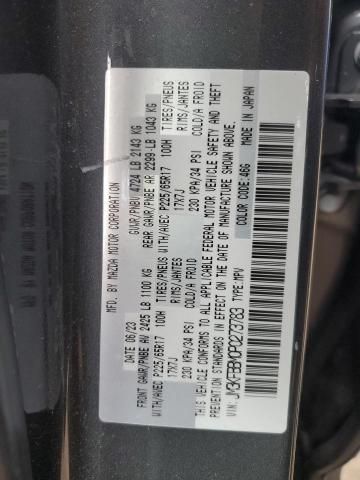 MFD. BY MAZDA MOTOR CORPORATION
06/23 GVWR/PNBV 4724 LB 2143 KG
FRONT GAWR/PNBE AV 2425 LB 1100 KG REAR GAWR/PNBE AR 2299 LB 1043 KG
WITH/AVEC P225/65R17 100H TIRES/PNEUS WITH/AVEC P225/65R17 100H TIRES/PNEUS
17X7J RIMS/JANTES 17X7J RIMS/JANTES
230 KPA/34 PSI COLD/A FROID 230 KPA/34 PSI COLD/A FROID
THIS VEHICLE CONFORMS TO ALL APPLICABLE FEDERAL MOTOR VEHICLE SAFETY AND THEFT
PREVENTION STANDARDS IN EFFECT ON THE DATE OF MANUFACTURE SHOWN ABOVE.
VIN: TYPE:MPV COLOR CODE:46G MADE IN JAPAN